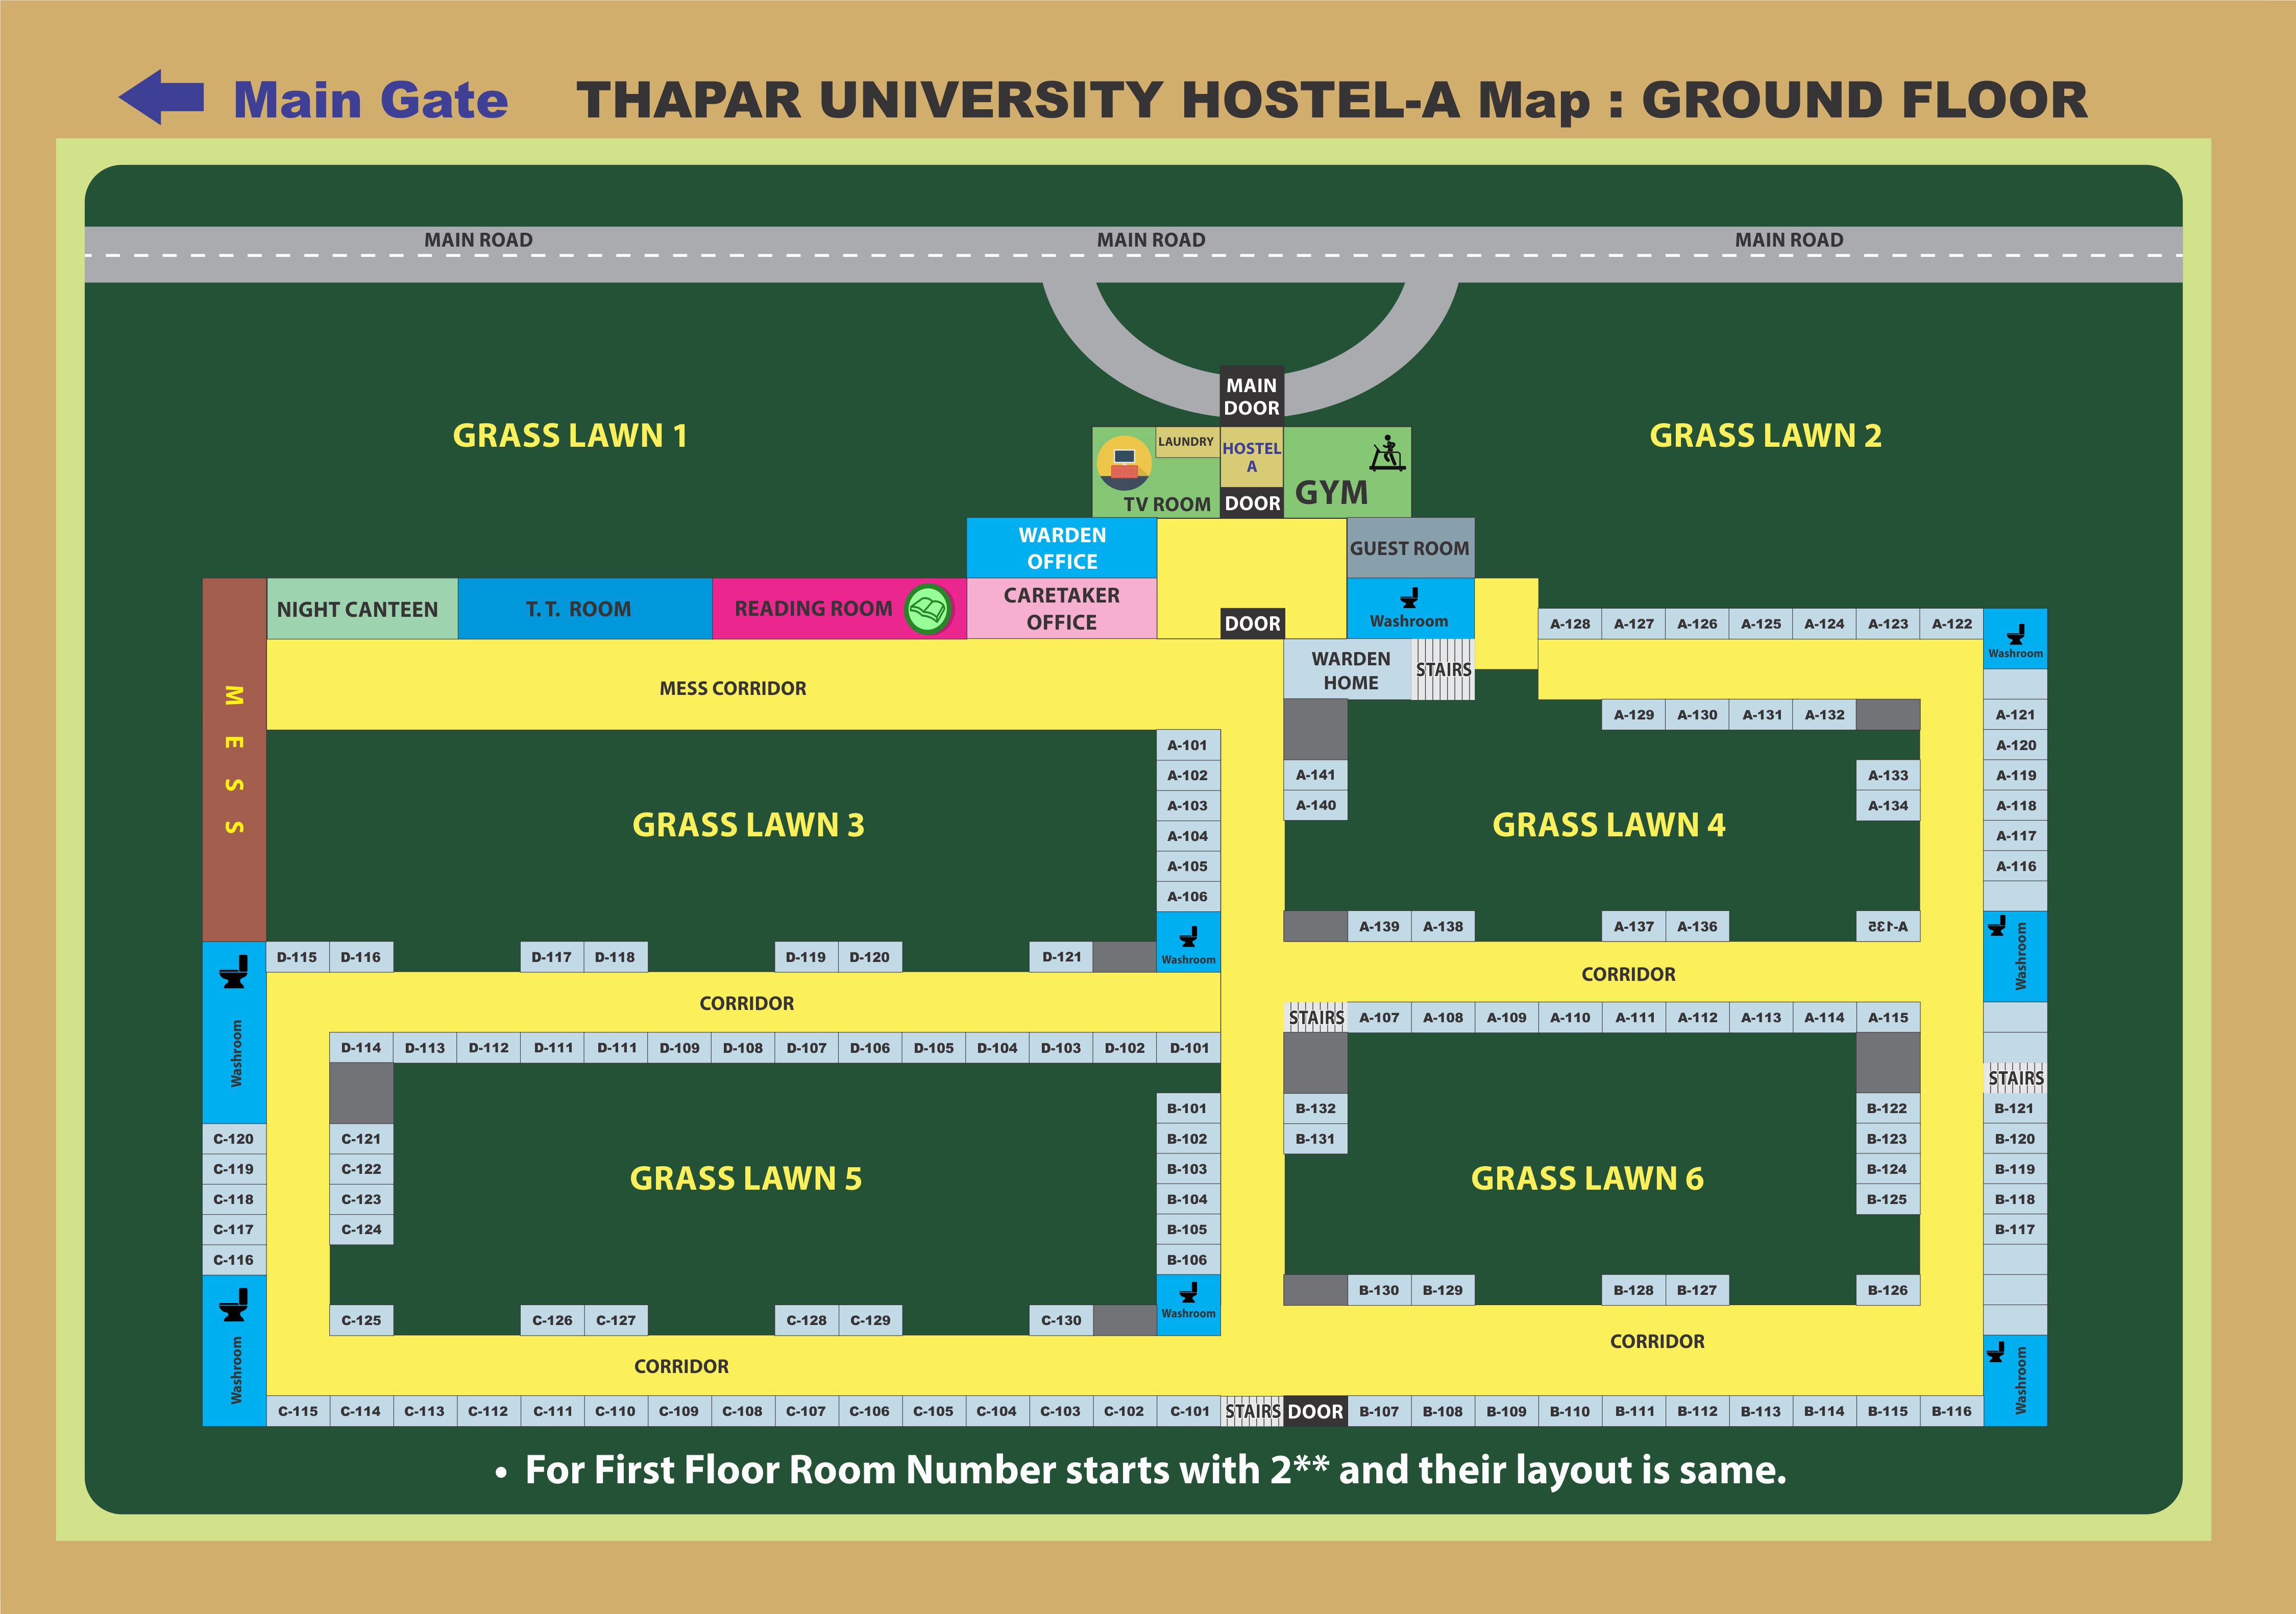 Main Gate
THAPAR UNIVERSITY HOSTEL-A Map : GROUND FLOOR
MAIN ROAD
MAIN ROAD
MAIN ROAD
MAIN
DOOR
GRASS LAWN 1
GRASS LAWN 2
LAUNDRY
HOSTEL
A
TV ROOM
DOOR
GYM
WARDEN
OFFICE
GUEST ROOM
NIGHT CANTEEN
T.T. ROOM
READING ROOM
CARETAKER
OFFICE
DOOR
Washroom
A-128
A-127
A-126
A-125
A-124
A-123
A-122
Washroom
MESS
MESS CORRIDOR
WARDEN
HOME
STAIRS
A-129
A-130
A-131
A-132
A-121
A-120
A-119
A-118
A-117
A-116
A-101
A-102
A-103
A-104
A-105
A-106
Washroom
A-141
A-140
A-133
A-134
GRASS LAWN 3
GRASS LAWN 4
A-139
A-138
A-137
A-136
A-135
Washroom
D-115
D-116
D-117
D-118
D-119
D-120
D-121
CORRIDOR
CORRIDOR
Washroom
STAIRS
A-107
A-108
A-109
A-110
A-111
A-112
A-113
A-114
A-115
D-114
D-113
D-112
D-111
D-111
D-109
D-108
D-107
D-106
D-105
D-104
D-103
D-102
D-101
STAIRS
C-120
C-119
C-118
C-117
C-116
C-121
C-122
C-123
C-124
GRASS LAWN 5
B-101
B-102
B-103
B-104
B-105
B-106
Washroom
B-132
B-131
GRASS LAWN 6
B-122
B-123
B-124
B-125
B-121
B-120
B-119
B-118
B-117
B-130
B-129
B-128
B-127
B-126
C-125
C-126
C-127
C-128
C-129
C-130
Washroom
CORRIDOR
CORRIDOR
Washroom
C-115
C-114
C-113
C-112
C-111
C-110
C-109
C-108
C-107
C-106
C-105
C-104
C-103
C-102
C-101
STAIRS
DOOR
B-107
B-108
B-109
B-110
B-111
B-112
B-113
B-114
B-115
B-116
• For First Floor Room Number starts with 2** and their layout is same.